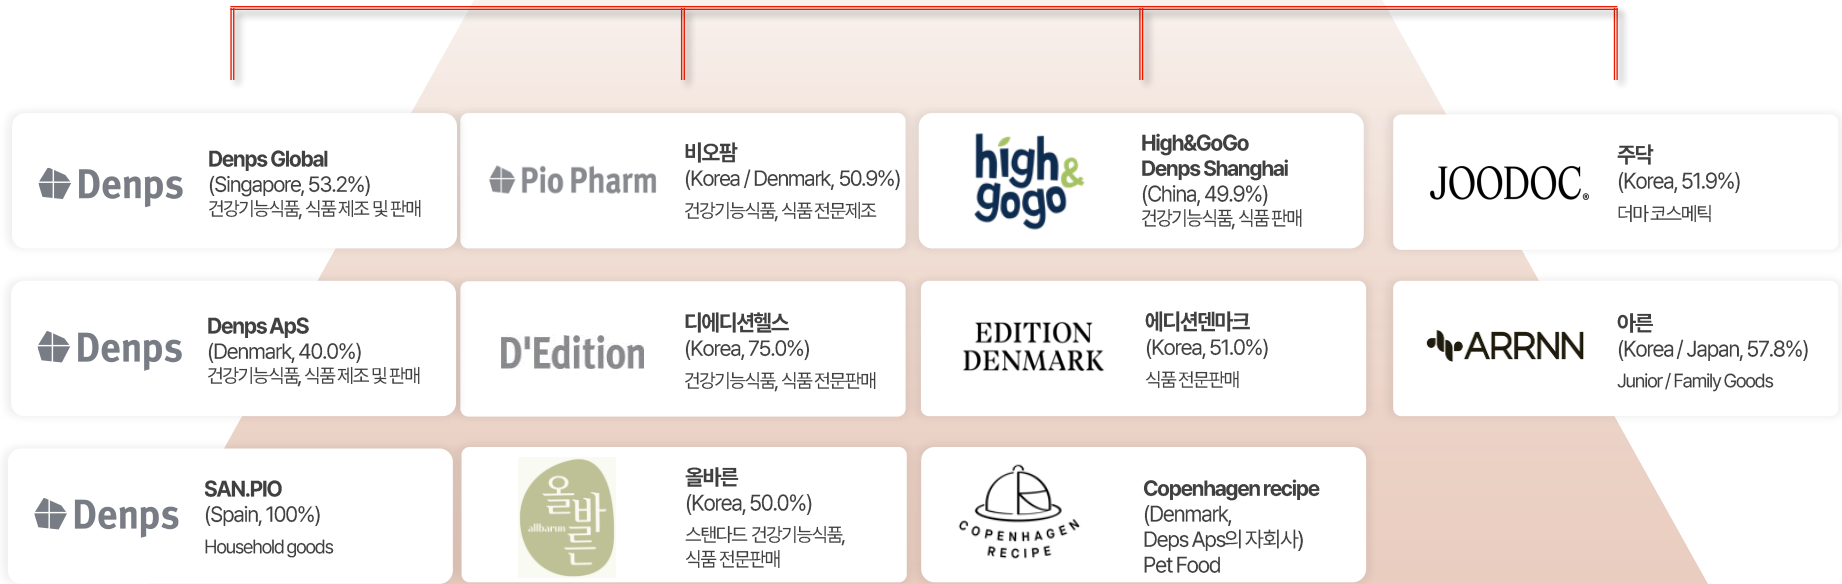 Denps
Denps Global
(Singapore, 53.2%)
건강기능식품, 식품 제조 및 판매
Pio Pharm
비오팜
(Korea / Denmark, 50.9%)
건강기능식품, 식품 전문제조
high&
gogo
High&GoGo
Denps Shanghai
(China, 49.9%)
건강기능식품, 식품 판매
JOODOC®
주닥
(Korea, 51.9%)
더마 코스메틱
Denps
Denps ApS
(Denmark, 40.0%)
건강기능식품, 식품 제조 및 판매
D'Edition
디에디션헬스
(Korea, 75.0%)
건강기능식품, 식품 전문판매
EDITION
DENMARK
에디션덴마크
(Korea, 51.0%)
식품 전문판매
ARRNN
아른
(Korea / Japan, 57.8%)
Junior / Family Goods
Denps
SAN.PIO
(Spain, 100%)
Household goods
올바른
allbarun
올바른
(Korea, 50.0%)
스탠다드 건강기능식품,
식품 전문판매
COPENHAGEN
RECIPE
Copenhagen recipe
(Denmark,
Deps Aps의 자회사)
Pet Food